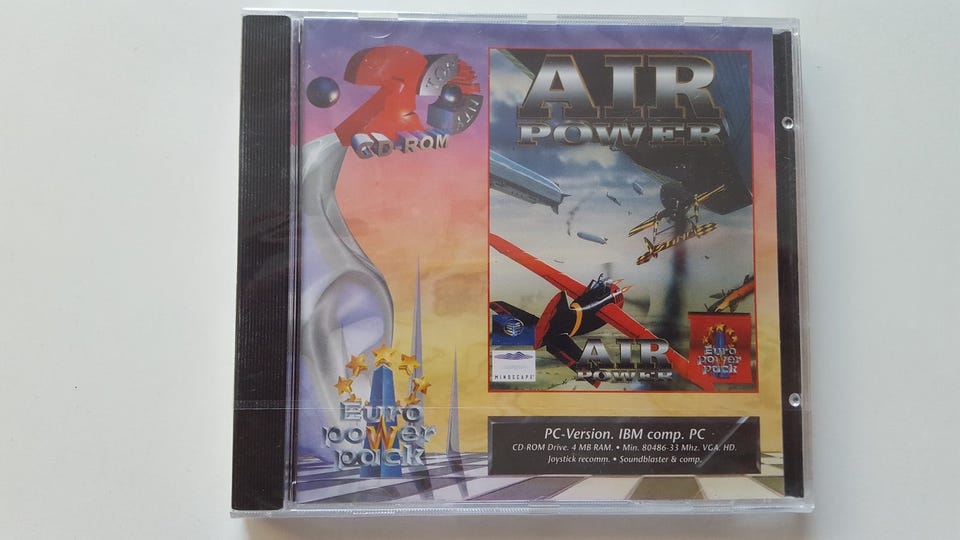 CD-ROM
AIR
POWER
MINDSCAPE
AIR
POWER
Euro
power
pack
Euro
power
pack
PC-Version. IBM comp. PC
CD-ROM Drive. 4 MB RAM. • Min. 80486-33 Mhz. VGA. HD.
Joystick recomm. • Soundblaster & comp.